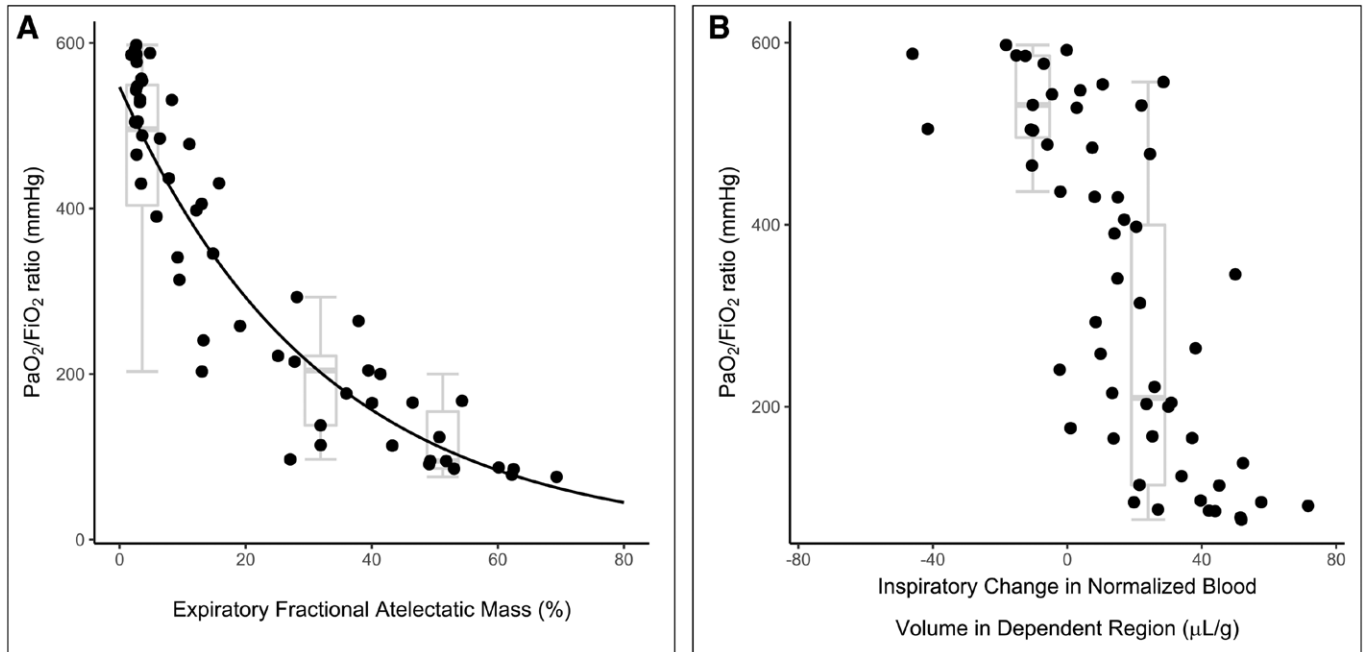 A
PaO2/FiO2 ratio (mmHg)
600
400
200
0
0 20 40 60 80
Expiratory Fractional Atelectatic Mass (%)
B
PaO2/FiO2 ratio (mmHg)
600
400
200
-80 -40 0 40 80
Inspiratory Change in Normalized Blood
Volume in Dependent Region (μL/g)